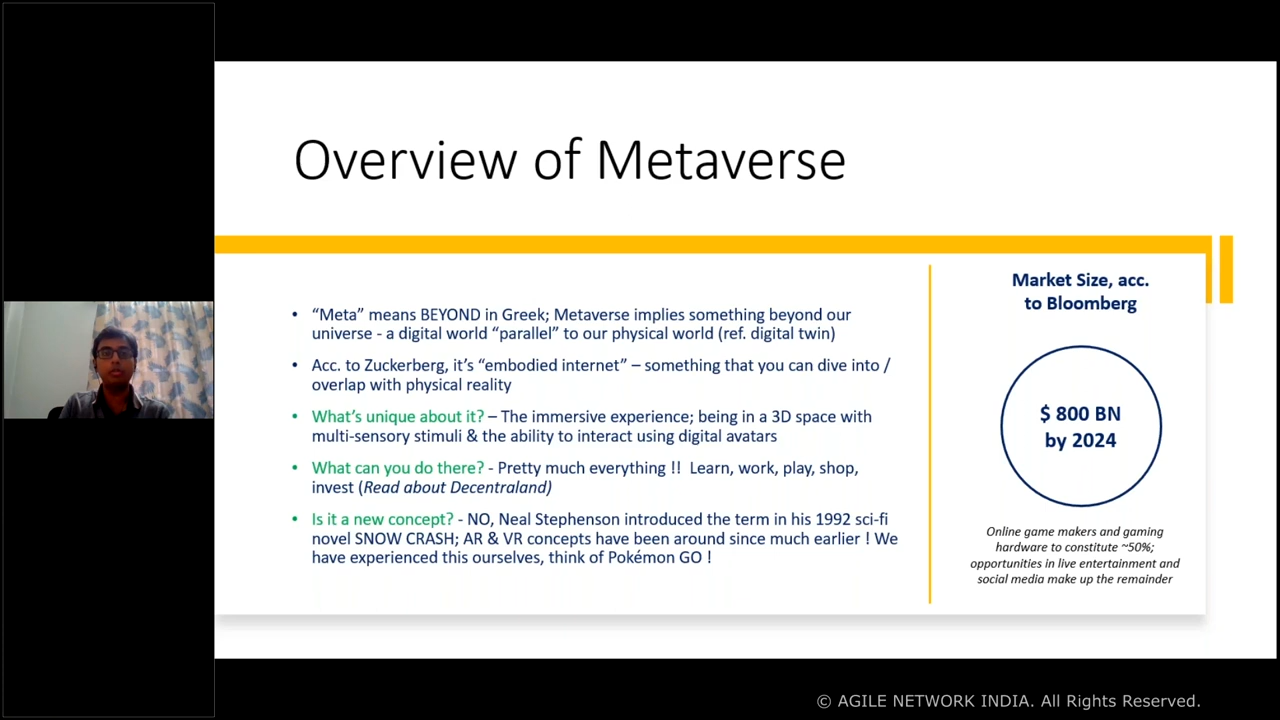 Overview of Metaverse
• “Meta” means BEYOND in Greek; Metaverse implies something beyond our
universe - a digital world “parallel” to our physical world (ref. digital twin)
• Acc. to Zuckerberg, it’s “embodied internet” – something that you can dive into /
overlap with physical reality
• What’s unique about it? – The immersive experience; being in a 3D space with
multi-sensory stimuli & the ability to interact using digital avatars
• What can you do there? - Pretty much everything !! Learn, work, play, shop,
invest (Read about Decentraland)
• Is it a new concept? - NO, Neal Stephenson introduced the term in his 1992 sci-fi
novel SNOW CRASH; AR & VR concepts have been around since much earlier ! We
have experienced this ourselves, think of Pokémon GO !
Market Size, acc.
to Bloomberg
$ 800 BN
by 2024
Online game makers and gaming
hardware to constitute ~50%;
opportunities in live entertainment and
social media make up the remainder
© AGILE NETWORK INDIA. All Rights Reserved.